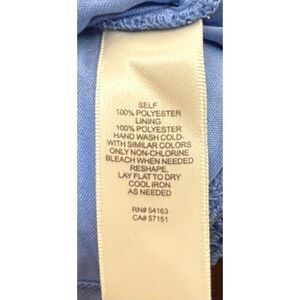 SELF
100% POLYESTER
LINING
100% POLYESTER
HAND WASH COLD-
WITH SIMILAR COLORS
ONLY NON-CHLORINE
BLEACH WHEN NEEDED
RESHAPE,
LAY FLAT TO DRY
COOL IRON
AS NEEDED
RN# 54163
CA# 57151